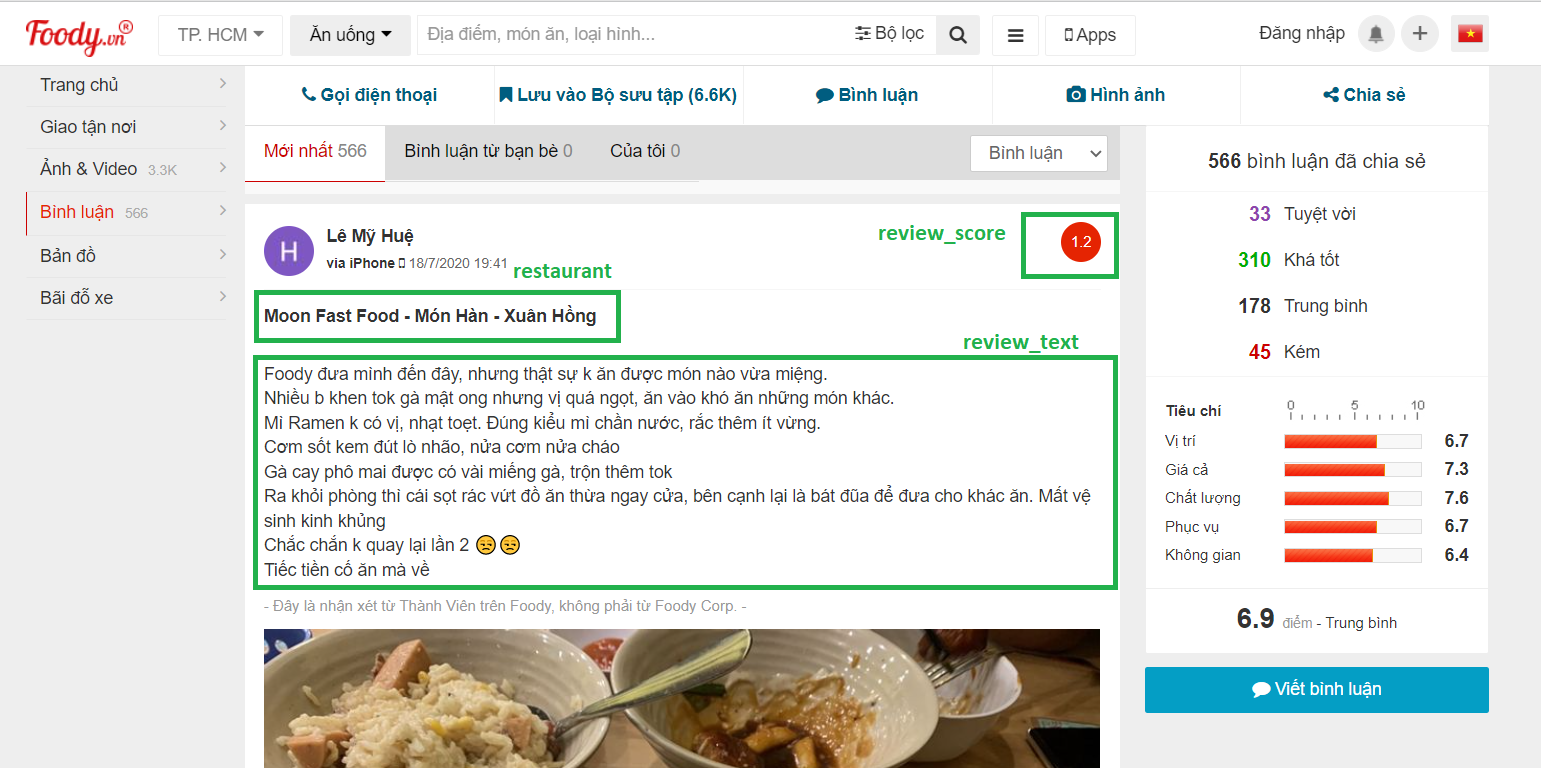 Foody.vn®
TP. HCM
Ăn uống
Địa điểm, món ăn, loại hình...
Bộ lọc
Apps
Đăng nhập
Trang chủ
Giao tận nơi
Ảnh & Video 3.3K
Bình luận 566
Bản đồ
Bãi đỗ xe
Gọi điện thoại
Lưu vào Bộ sưu tập (6.6K)
Bình luận
Hình ảnh
Chia sẻ
Mới nhất 566
Bình luận từ bạn bè 0
Của tôi 0
Bình luận
H
Lê Mỹ Huệ
via iPhone 18/7/2020 19:41
review_score
1.2
restaurant
Moon Fast Food - Món Hàn - Xuân Hồng
review_text
Foody đưa mình đến đây, nhưng thật sự k ăn được món nào vừa miệng.
Nhiều b khen tok gà mật ong nhưng vị quá ngọt, ăn vào khó ăn những món khác.
Mì Ramen k có vị, nhạt toẹt. Đúng kiểu mì chần nước, rắc thêm ít vừng.
Cơm sốt kem đút lò nhão, nửa cơm nửa cháo
Gà cay phô mai được có vài miếng gà, trộn thêm tok
Ra khỏi phòng thì cái sọt rác vứt đồ ăn thừa ngay cửa, bên cạnh lại là bát đũa để đưa cho khác ăn. Mất vệ
sinh kinh khủng
Chắc chắn k quay lại lần 2 😒😒
Tiếc tiền cố ăn mà về
- Đây là nhận xét từ Thành Viên trên Foody, không phải từ Foody Corp. -
566 bình luận đã chia sẻ
33 Tuyệt vời
310 Khá tốt
178 Trung bình
45 Kém
Tiêu chí 0 5 10
Vị trí 6.7
Giá cả 7.3
Chất lượng 7.6
Phục vụ 6.7
Không gian 6.4
6.9 điểm - Trung bình
Viết bình luận